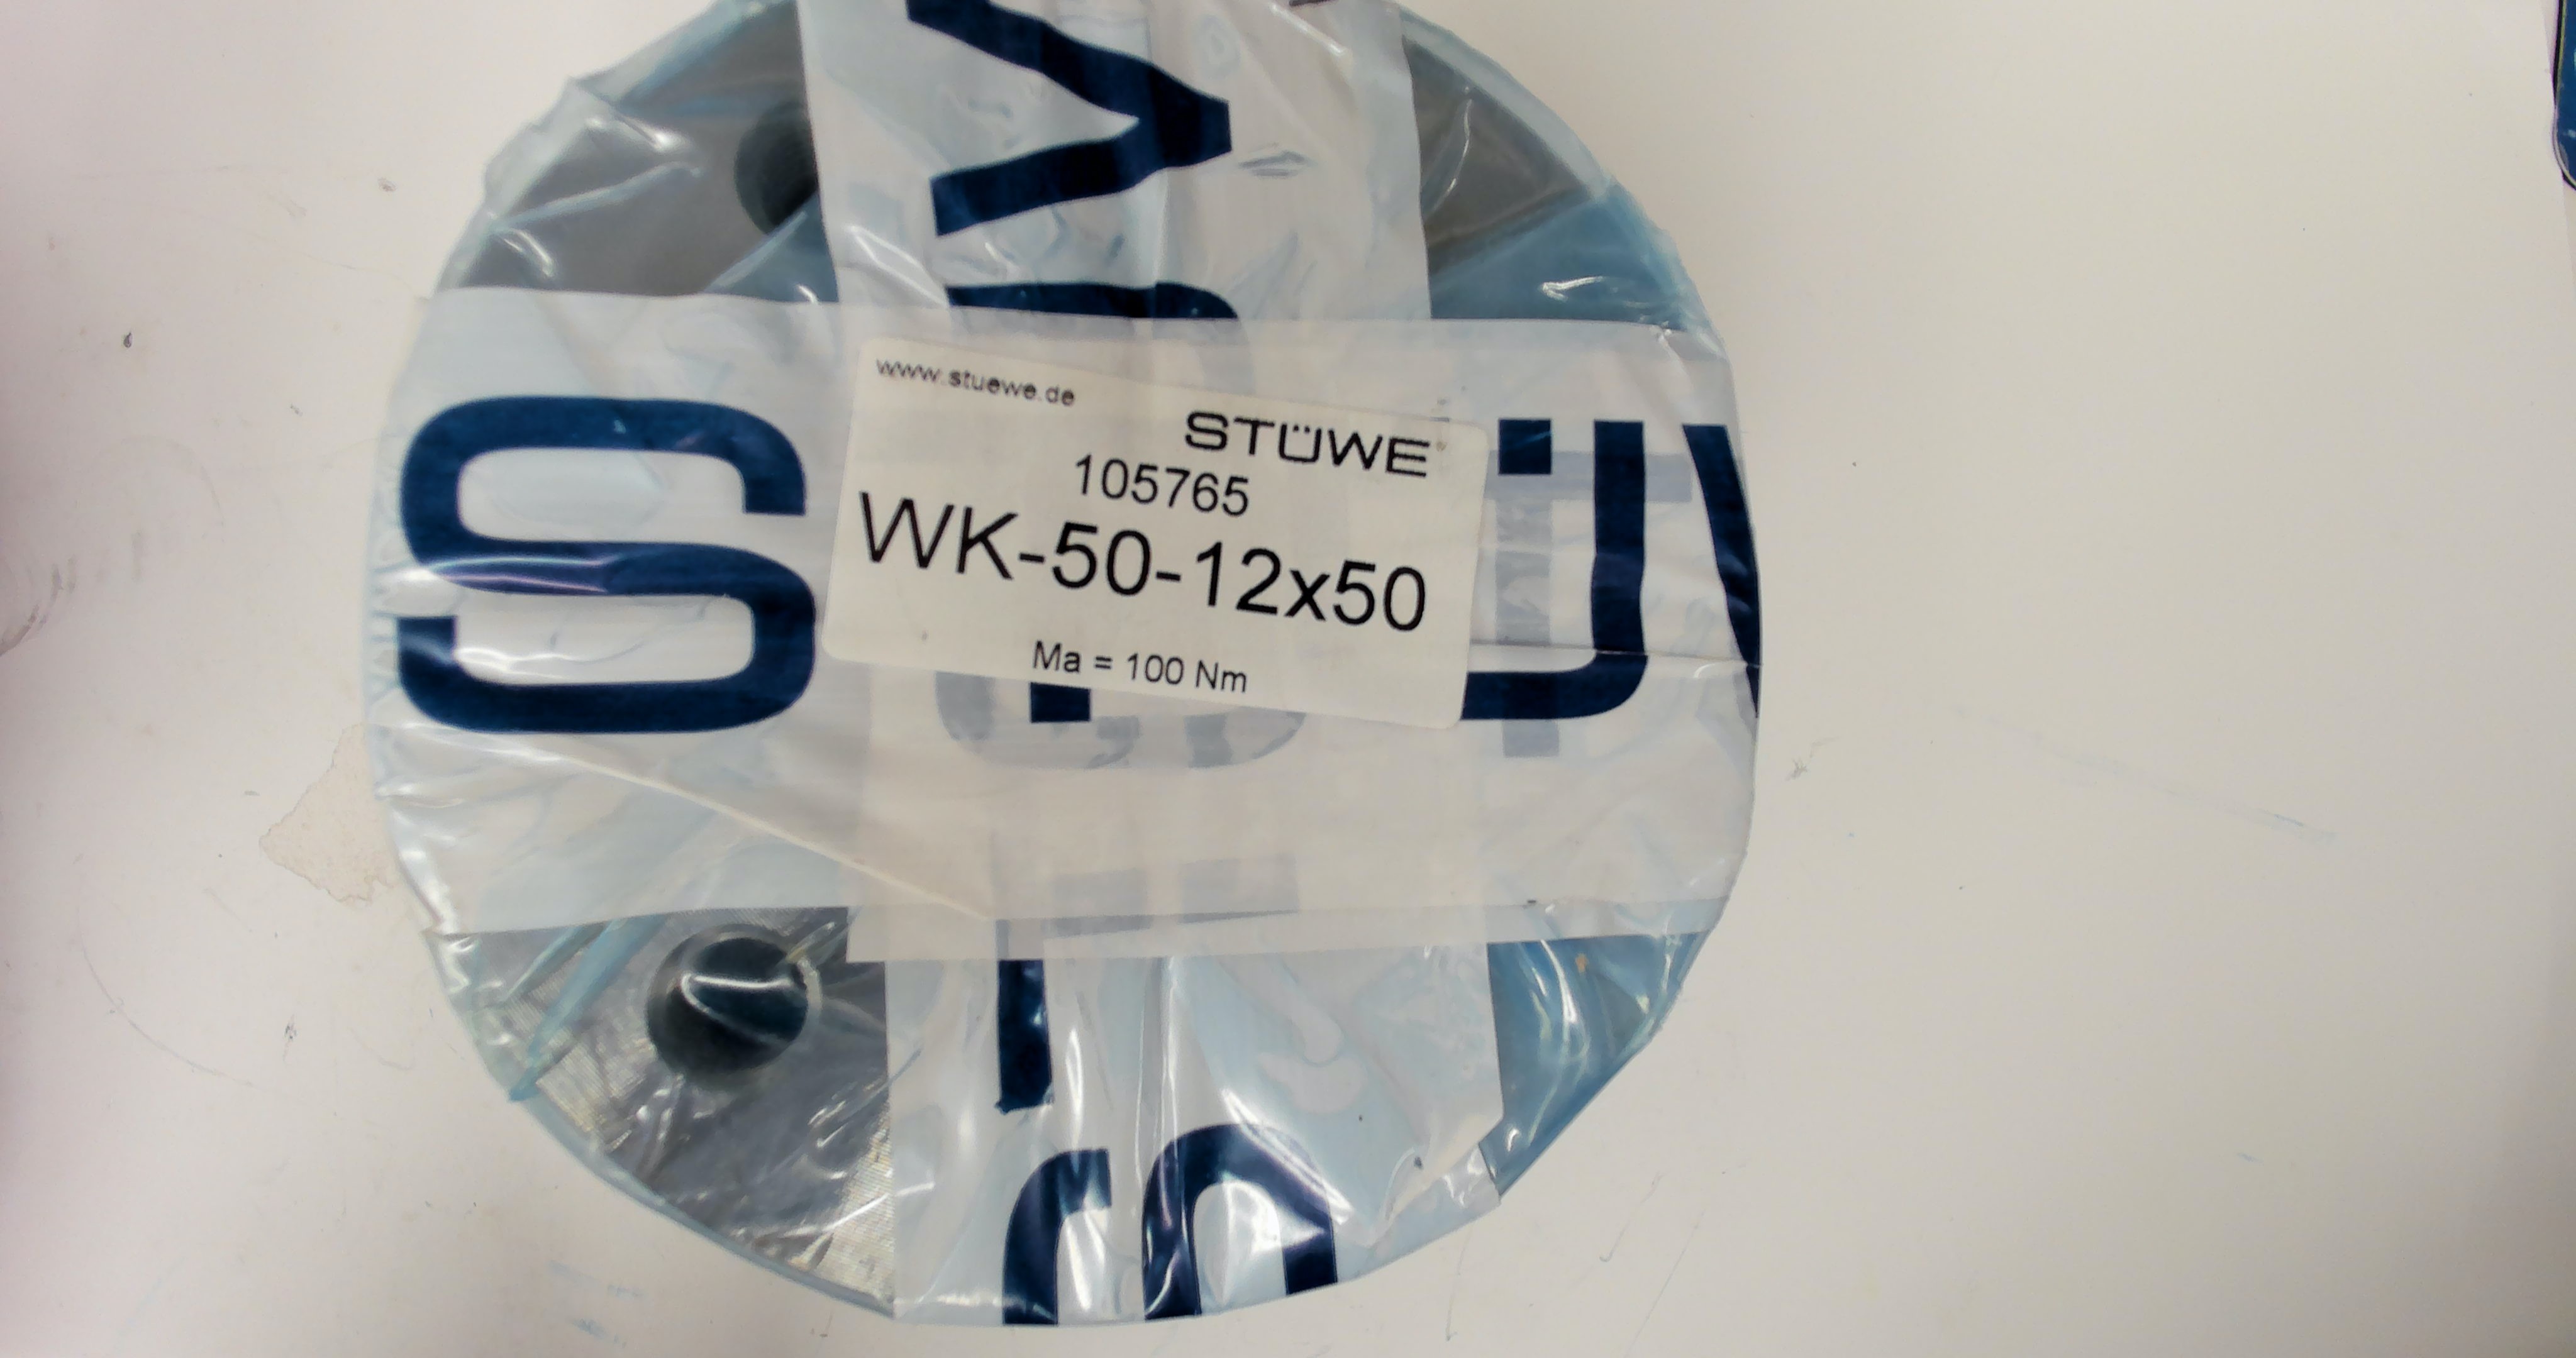 www.stuewe.de
STÜWE®
105765
WK-50-12x50
Ma = 100 Nm